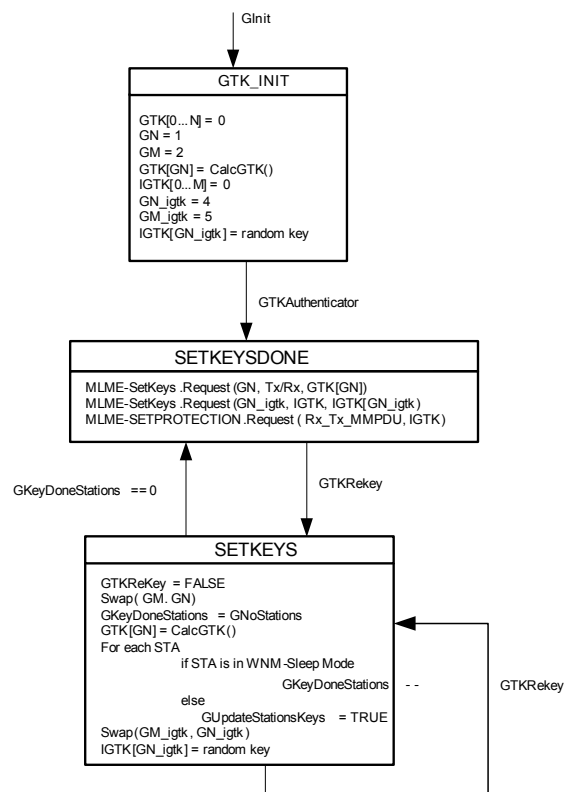 GInit
GTK_INIT
GTK[0...N] = 0
GN = 1
GM = 2
GTK[GN] = CalcGTK()
IGTK[0...M] = 0
GN_igtk = 4
GM_igtk = 5
IGTK[GN_igtk] = random key
GTKAuthenticator
SETKEYSDONE
MLME-SetKeys .Request (GN, Tx/Rx, GTK[GN])
MLME-SetKeys .Request (GN_igtk, IGTK, IGTK[GN_igtk)
MLME-SETPROTECTION .Request ( Rx_Tx_MMPDU, IGTK)
GKeyDoneStations == 0
GTKRekey
SETKEYS
GTKReKey = FALSE
Swap( GM. GN)
GKeyDoneStations = GNoStations
GTK[GN] = CalcGTK()
For each STA
if STA is in WNM-Sleep Mode
GKeyDoneStations - -
else
GUpdateStationsKeys = TRUE
Swap(GM_igtk, GN_igtk)
IGTK[GN_igtk] = random key
GTKRekey